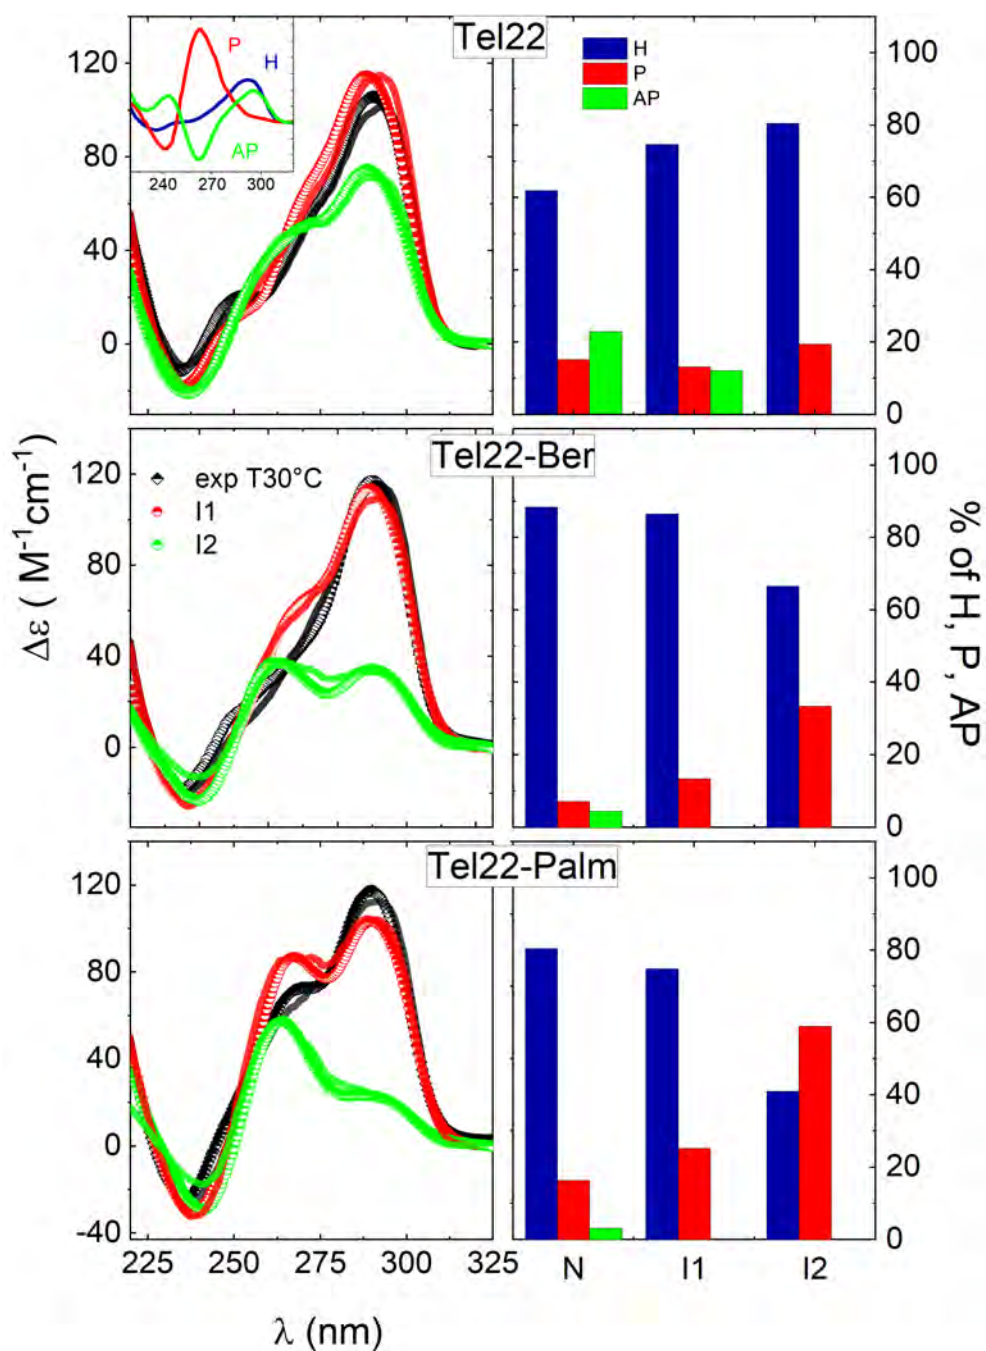 Tel22
P
H
AP
240 270 300
120
80
40
0
H
P
AP
100
80
60
40
20
0
Tel22-Ber
exp T30°C
I1
I2
120
80
40
0
100
80
60
40
20
0
Δε ( M⁻¹cm⁻¹)
% of H, P, AP
Tel22-Palm
120
80
40
0
-40
100
80
60
40
20
0
225 250 275 300 325
N I1 I2
λ (nm)